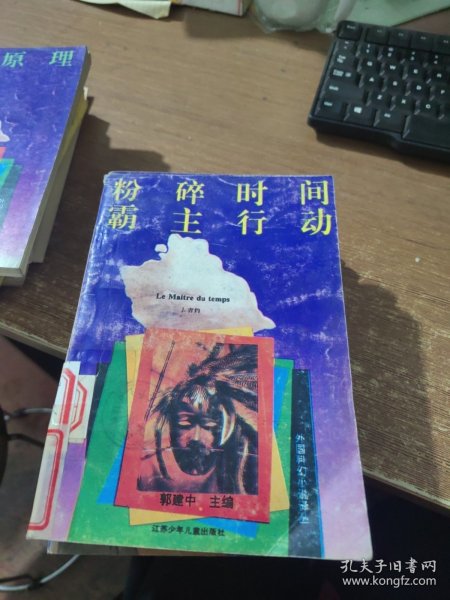 原理
粉碎时间
霸主行动
Le Maître du temps
郭建中 主编
江苏少年儿童出版社
孔夫子旧书网
www.kongfz.com